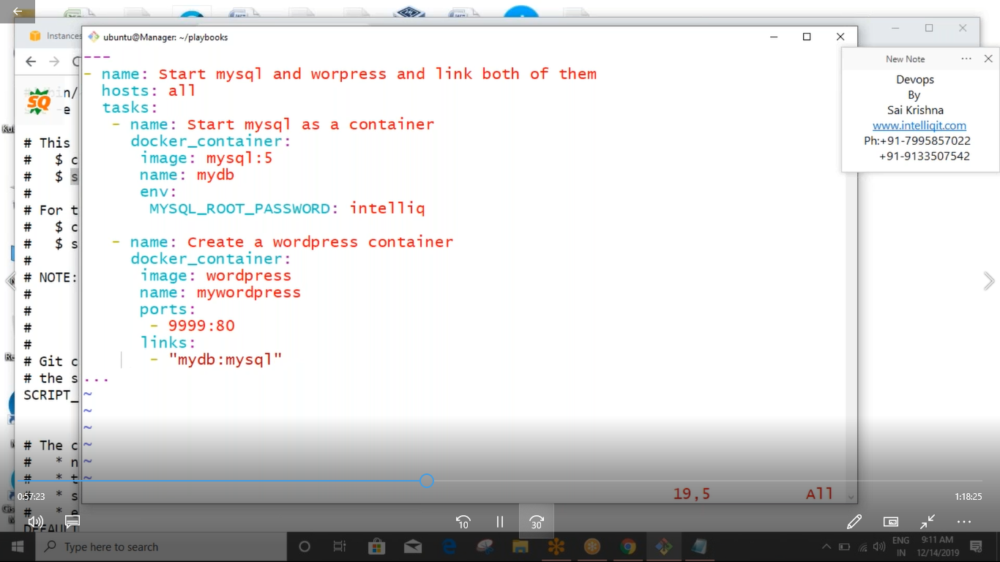 Instances
ubuntu@Manager: ~/playbooks
---
- name: Start mysql and worpress and link both of them
hosts: all
tasks:
- name: Start mysql as a container
docker_container:
image: mysql:5
name: mydb
env:
MYSQL_ROOT_PASSWORD: intelliq
- name: Create a wordpress container
docker_container:
image: wordpress
name: mywordpress
ports:
- 9999:80
links:
- "mydb:mysql"
...
~
~
~
~
~
~
19,5
All
New Note
Devops
By
Sai Krishna
www.intelliqit.com
Ph:+91-7995857022
+91-9133507542
SQ
# This
# $ c
# $ s
#
# For t
# $ c
# $ s
#
# NOTE:
#
#
#
#
# Git c
# the s
SCRIPT_
# The c
# * n
# * t
# * s
# * e
0:57:23
1:18:25
10
30
Type here to search
ENG
IN
9:11 AM
12/14/2019